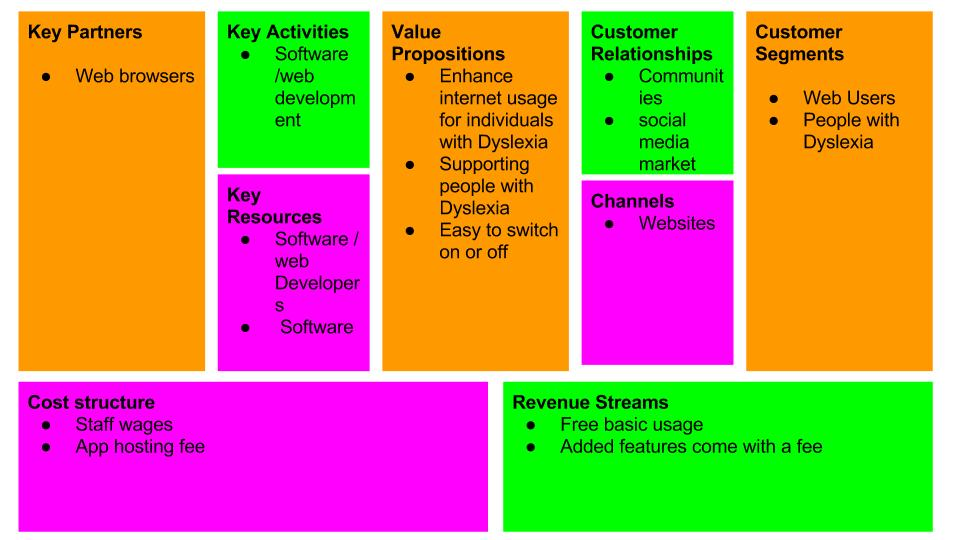 Key Partners
● Web browsers
Key Activities
● Software
/web
developm
ent
Key
Resources
● Software /
web
Developer
s
● Software
Value
Propositions
● Enhance
internet usage
for individuals
with Dyslexia
● Supporting
people with
Dyslexia
● Easy to switch
on or off
Customer
Relationships
● Communit
ies
● social
media
market
Channels
● Websites
Customer
Segments
● Web Users
● People with
Dyslexia
Cost structure
● Staff wages
● App hosting fee
Revenue Streams
● Free basic usage
● Added features come with a fee